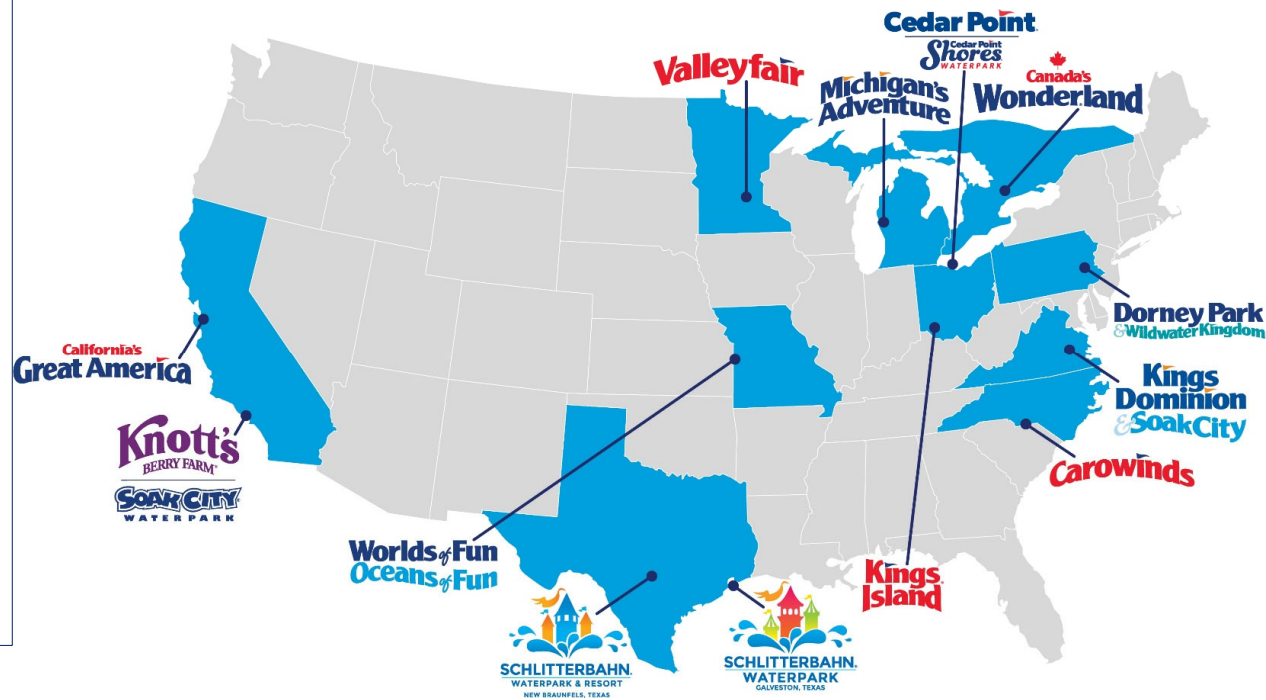 Cedar Point
Cedar Point
Shores
WATERPARK
Valleyfair
Michigan's
Adventure
Canada's
Wonderland
Dorney Park
&Wildwater Kingdom
Kings
Dominion
&Soak City
Carowinds
California's
Great America
Knott's
BERRY FARM®
SOAK CITY
WATERPARK
Worlds of Fun
Oceans of Fun
Kings
Island
SCHLITTERBAHN.
WATERPARK & RESORT
NEW BRAUNFELS, TEXAS
SCHLITTERBAHN.
WATERPARK
GALVESTON, TEXAS